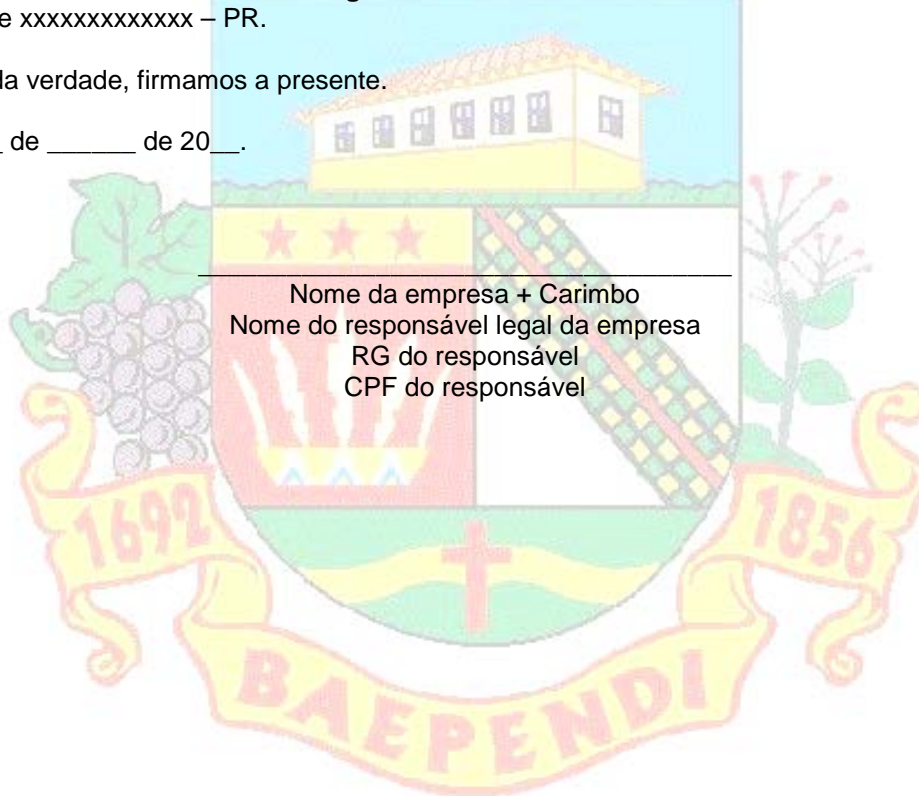 e xxxxxxxxxxxxx – PR.
da verdade, firmamos a presente.
_ de ______ de 20__.
Nome da empresa + Carimbo
Nome do responsável legal da empresa
RG do responsável
CPF do responsável
1692
1856
BAEPENDI